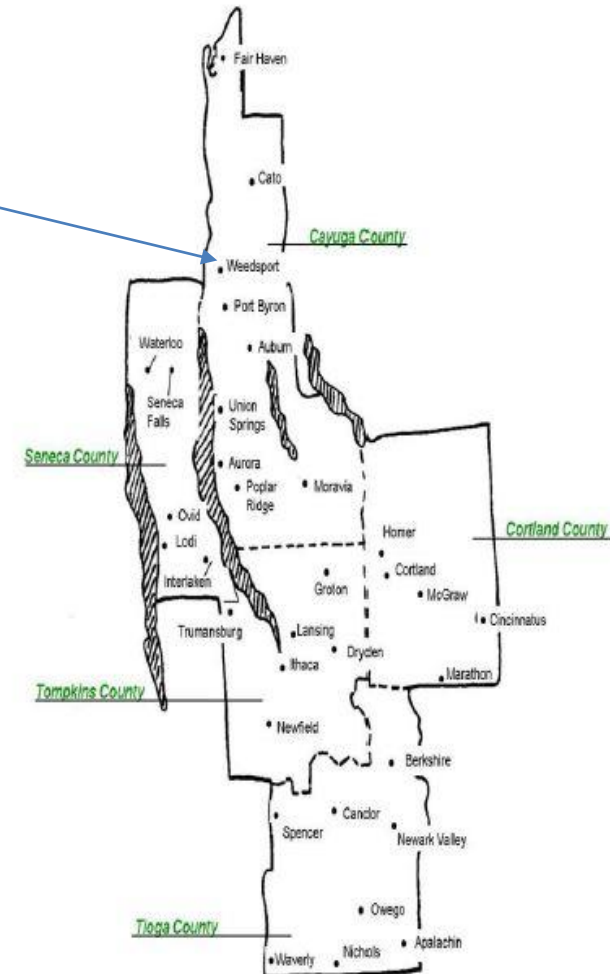 Fair Haven
Cato
Cayuga County
Weedsport
Port Byron
Auburn
Waterloo
Seneca
Falls
Union
Springs
Seneca County
Aurora
Poplar
Ridge
Moravia
Ovid
Lodi
Interlaken
Homer
Cortland County
Cortland
McGraw
Groton
Cincinnatus
Trumansburg
Lansing
Dryden
Ithaca
Marathon
Tompkins County
Newfield
Berkshire
Spencer
Candor
Newark Valley
Owego
Tioga County
Apalachin
Waverly
Nichols